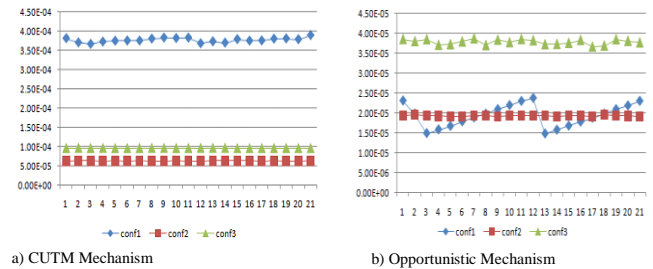 4.50E-04
4.00E-04
3.50E-04
3.00E-04
2.50E-04
2.00E-04
1.50E-04
1.00E-04
5.00E-05
0.00E+00
1 2 3 4 5 6 7 8 9 10 11 12 13 14 15 16 17 18 19 20 21
conf1 conf2 conf3
a) CUTM Mechanism
4.50E-05
4.00E-05
3.50E-05
3.00E-05
2.50E-05
2.00E-05
1.50E-05
1.00E-05
5.00E-06
0.00E+00
1 2 3 4 5 6 7 8 9 10 11 12 13 14 15 16 17 18 19 20 21
conf1 conf2 conf3
b) Opportunistic Mechanism